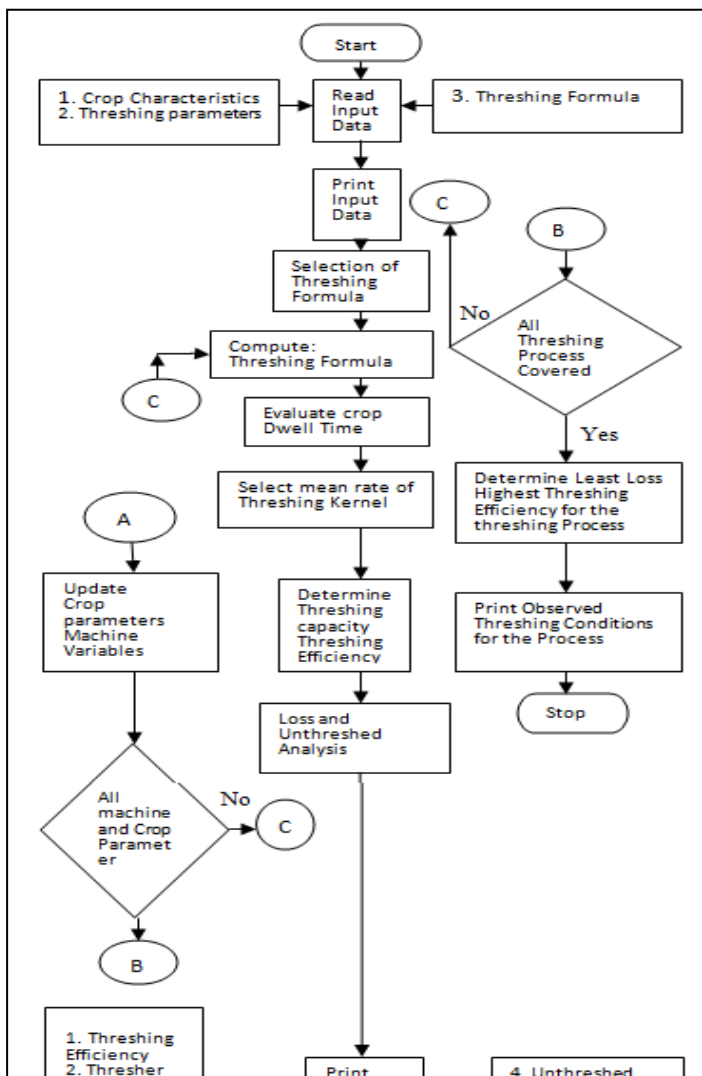 Start
1. Crop Characteristics
2. Threshing parameters
Read
Input
Data
3. Threshing Formula
Print
Input
Data
C
B
Selection of
Threshing
Formula
No
All
Threshing
Process
Covered
Compute:
Threshing Formula
C
Evaluate crop
Dwell Time
Yes
Select mean rate of
Threshing Kernel
Determine Least Loss
Highest Threshing
Efficiency for the
threshing Process
A
Update
Crop
parameters
Machine
Variables
Determine
Threshing
capacity
Threshing
Efficiency
Print Observed
Threshing Conditions
for the Process
Stop
Loss and
Unthreshed
Analysis
All
machine
and Crop
Paramet
er
No
C
B
1. Threshing
Efficiency
2. Thresher
Print
4. Unthreshed